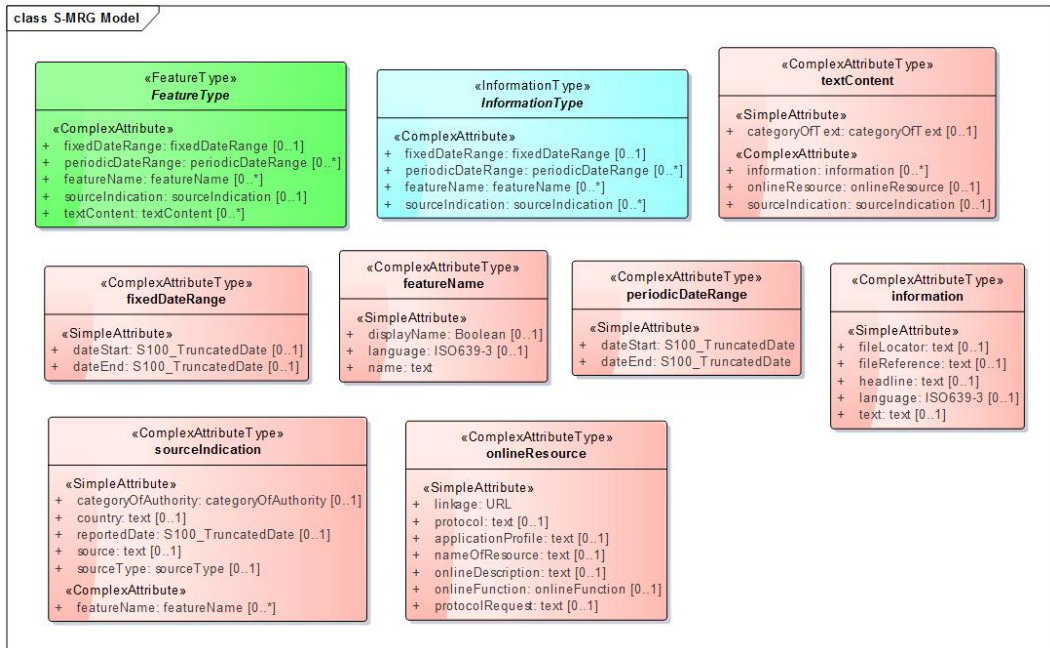 class S-MRG Model
«FeatureType»
FeatureType
«ComplexAttribute»
+ fixedDateRange: fixedDateRange [0..1]
+ periodicDateRange: periodicDateRange [0..*]
+ featureName: featureName [0..*]
+ sourceIndication: sourceIndication [0..1]
+ textContent: textContent [0..*]
«InformationType»
InformationType
«ComplexAttribute»
+ fixedDateRange: fixedDateRange [0..1]
+ periodicDateRange: periodicDateRange [0..*]
+ featureName: featureName [0..*]
+ sourceIndication: sourceIndication [0..*]
«ComplexAttributeType»
textContent
«SimpleAttribute»
+ categoryOfText: categoryOfText [0..1]
«ComplexAttribute»
+ information: information [0..*]
+ onlineResource: onlineResource [0..1]
+ sourceIndication: sourceIndication [0..1]
«ComplexAttributeType»
fixedDateRange
«SimpleAttribute»
+ dateStart: S100_TruncatedDate [0..1]
+ dateEnd: S100_TruncatedDate [0..1]
«ComplexAttributeType»
featureName
«SimpleAttribute»
+ displayName: Boolean [0..1]
+ language: ISO639-3 [0..1]
+ name: text
«ComplexAttributeType»
periodicDateRange
«SimpleAttribute»
+ dateStart: S100_TruncatedDate
+ dateEnd: S100_TruncatedDate
«ComplexAttributeType»
information
«SimpleAttribute»
+ fileLocator: text [0..1]
+ fileReference: text [0..1]
+ headline: text [0..1]
+ language: ISO639-3 [0..1]
+ text: text [0..1]
«ComplexAttributeType»
sourceIndication
«SimpleAttribute»
+ categoryOfAuthority: categoryOfAuthority [0..1]
+ country: text [0..1]
+ reportedDate: S100_TruncatedDate [0..1]
+ source: text [0..1]
+ sourceType: sourceType [0..1]
«ComplexAttribute»
+ featureName: featureName [0..*]
«ComplexAttributeType»
onlineResource
«SimpleAttribute»
+ linkage: URL
+ protocol: text [0..1]
+ applicationProfile: text [0..1]
+ nameOfResource: text [0..1]
+ onlineDescription: text [0..1]
+ onlineFunction: onlineFunction [0..1]
+ protocolRequest: text [0..1]